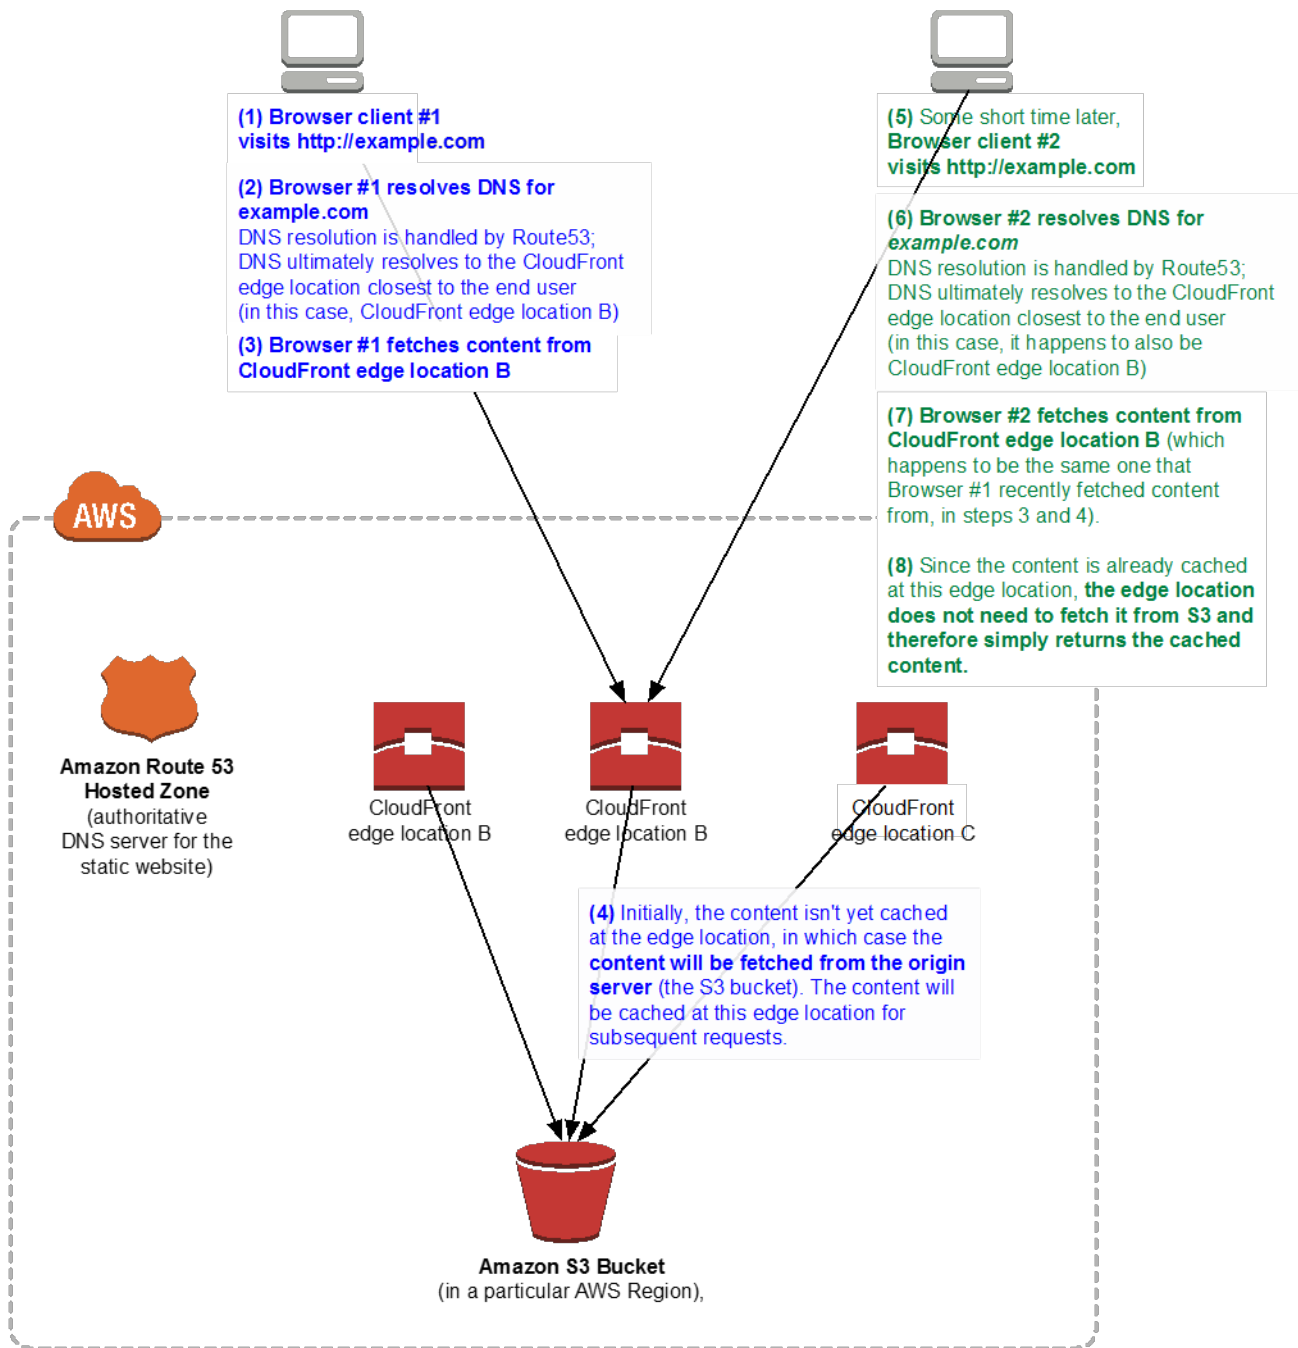 (1) Browser client #1
visits http://example.com
(2) Browser #1 resolves DNS for
example.com
DNS resolution is handled by Route53;
DNS ultimately resolves to the CloudFront
edge location closest to the end user
(in this case, CloudFront edge location B)
(3) Browser #1 fetches content from
CloudFront edge location B
(5) Some short time later,
Browser client #2
visits http://example.com
(6) Browser #2 resolves DNS for
example.com
DNS resolution is handled by Route53;
DNS ultimately resolves to the CloudFront
edge location closest to the end user
(in this case, it happens to also be
CloudFront edge location B)
(7) Browser #2 fetches content from
CloudFront edge location B (which
happens to be the same one that
Browser #1 recently fetched content
from, in steps 3 and 4).
(8) Since the content is already cached
at this edge location, the edge location
does not need to fetch it from S3 and
therefore simply returns the cached
content.
AWS
Amazon Route 53
Hosted Zone
(authoritative
DNS server for the
static website)
CloudFront
edge location B
CloudFront
edge location B
CloudFront
edge location C
(4) Initially, the content isn't yet cached
at the edge location, in which case the
content will be fetched from the origin
server (the S3 bucket). The content will
be cached at this edge location for
subsequent requests.
Amazon S3 Bucket
(in a particular AWS Region),